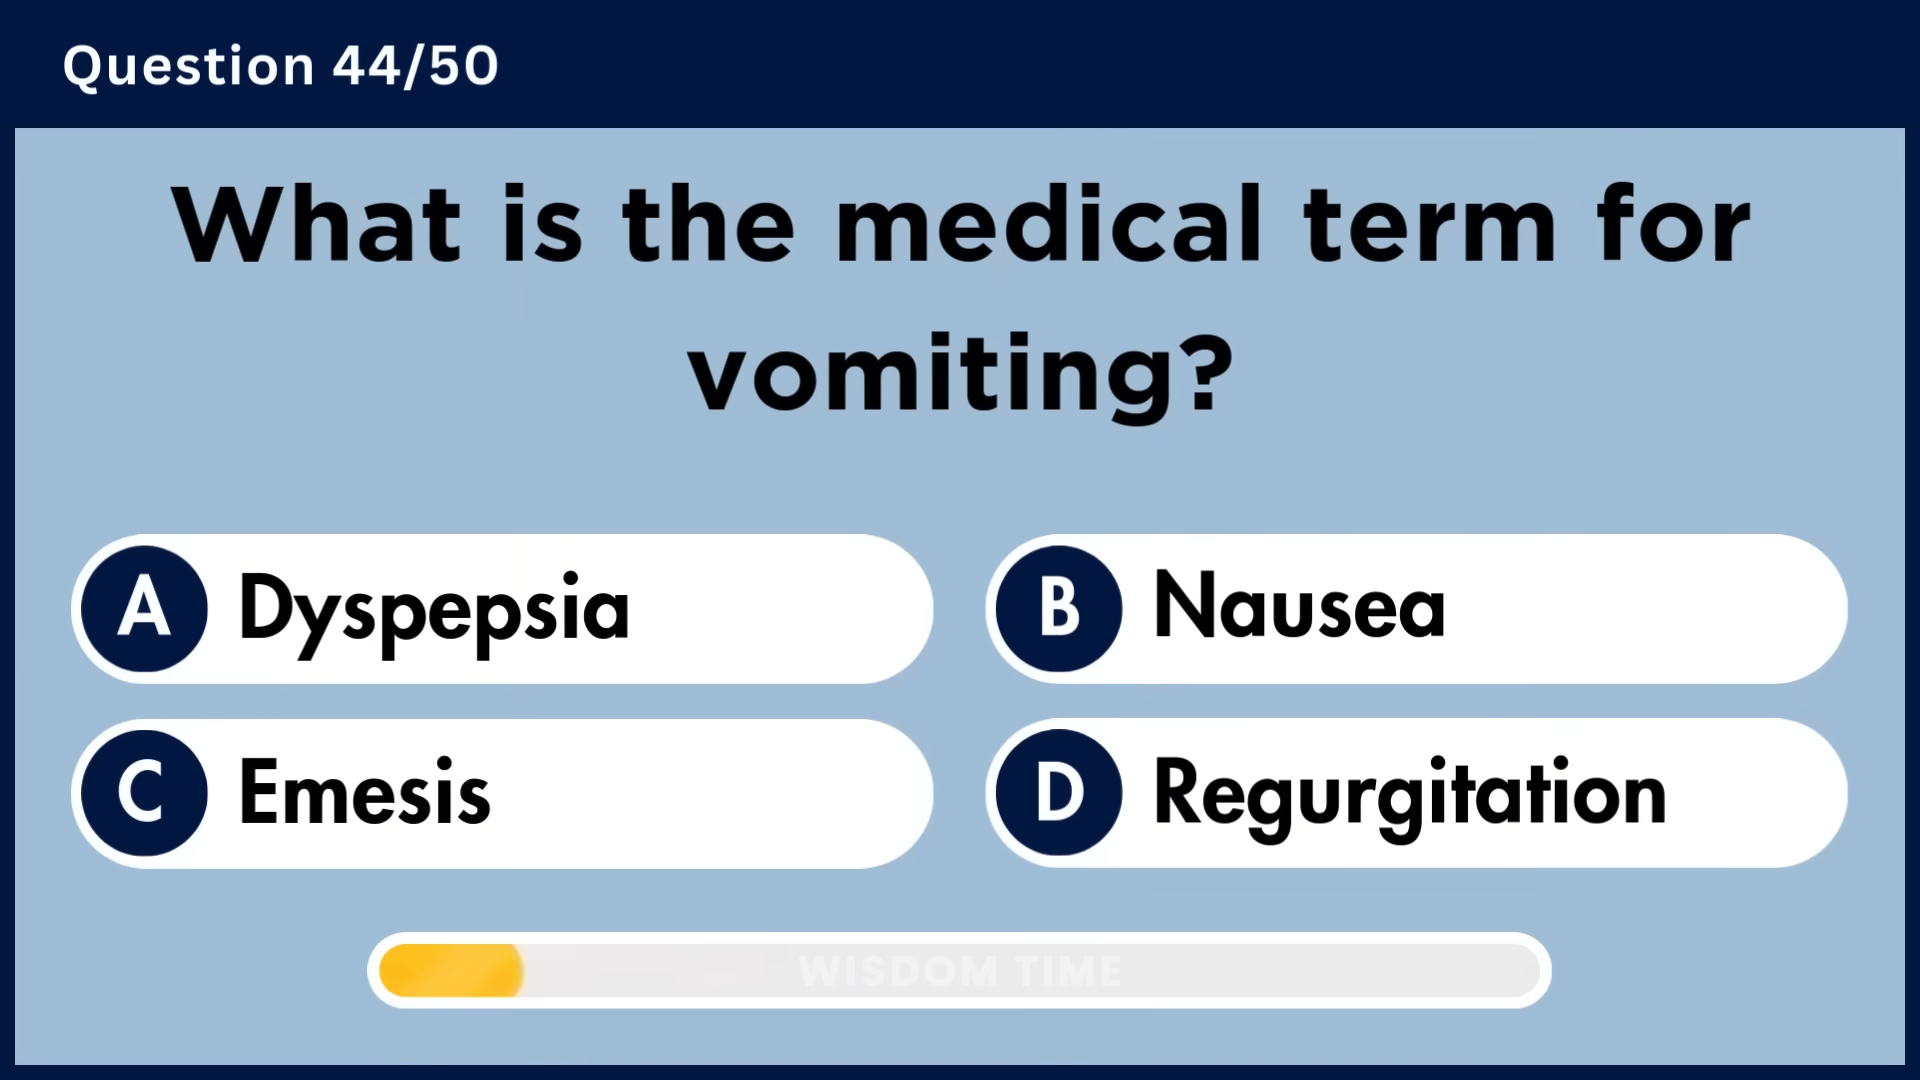 Question 44/50
What is the medical term for
vomiting?
A Dyspepsia
B Nausea
C Emesis
D Regurgitation
WISDOM TIME